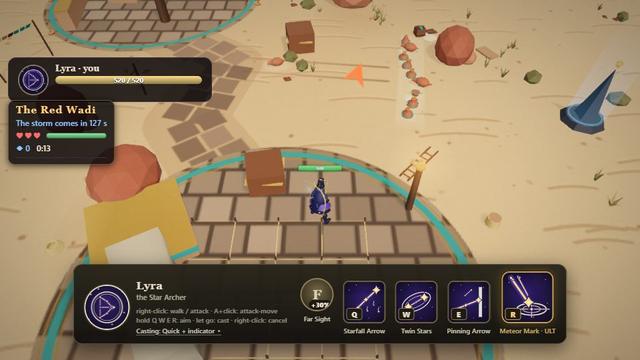 Lyra - you
520 / 520
The Red Wadi
The storm comes in 127 s
0 0:13
Lyra
the Star Archer
right-click: walk / attack · A+click: attack-move
hold Q W E R: aim · let go: cast · right-click: cancel
Casting: Quick + indicator
F
+30%
Far Sight
Q
Starfall Arrow
W
Twin Stars
E
Pinning Arrow
R
Meteor Mark · ULT